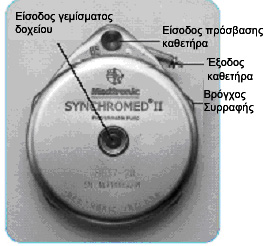 Είσοδος γεμίσματος
δοχείου
Είσοδος πρόσβασης
καθετήρα
Έξοδος
καθετήρα
Βρόγχος
Συρραφής
Medtronic
SYNCHROMED® II